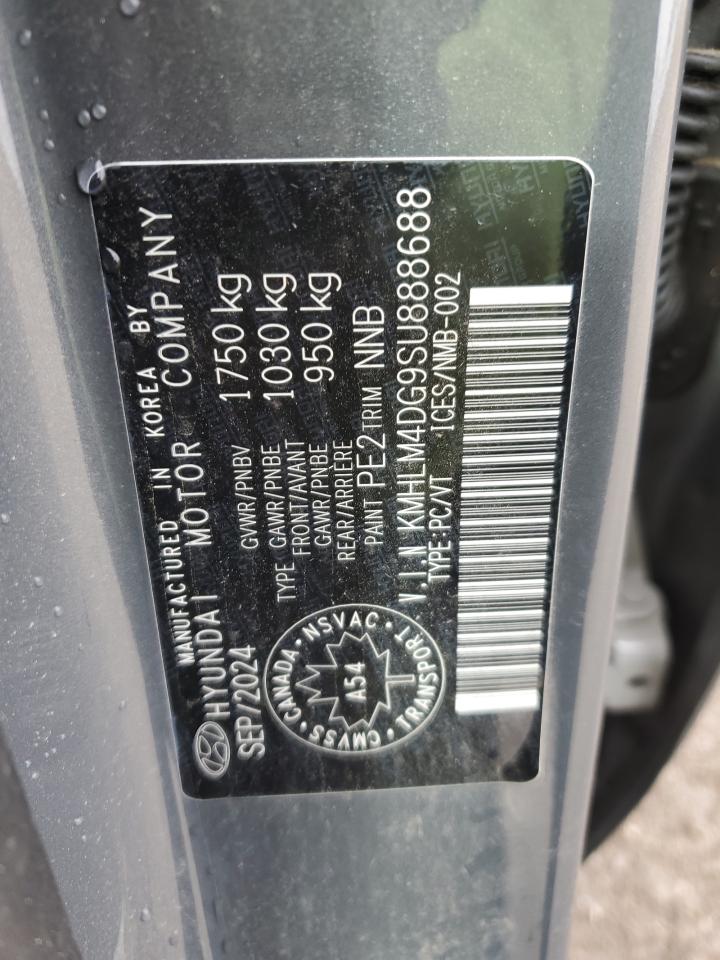 MANUFACTURED IN KOREA BY
HYUNDAI MOTOR COMPANY
SEP/2024
GVWR/PNBV 1750 kg
TYPE GAWR/PNBE
FRONT/AVANT 1030 kg
GAWR/PNBE
REAR/ARRIÈRE 950 kg
PAINT PE2 TRIM NNB
CANADA · NSVAC · TRANSPORT · CMVSS ·
A54
V.I.N KMHLM4DG9SU888688
TYPE:PC/VT ICES/NMB-002